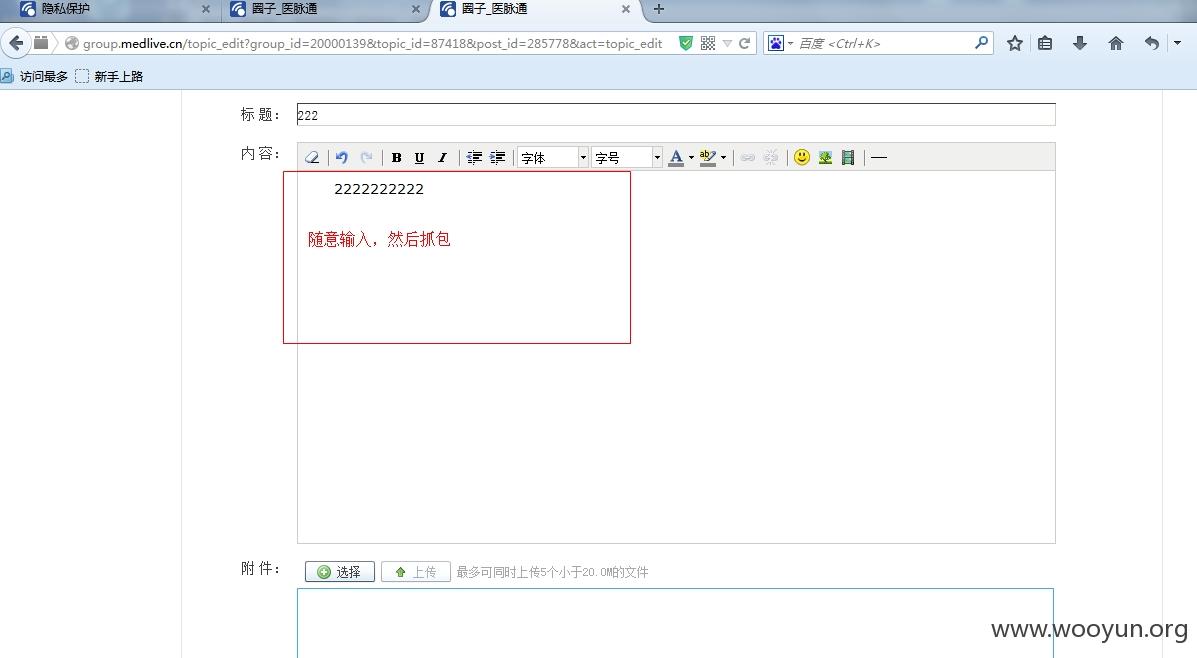 隐私保护 圈子_医脉通 圈子_医脉通
group.medlive.cn/topic_edit?group_id=20000139&topic_id=87418&post_id=285778&act=topic_edit 百度 <Ctrl+K>
访问最多 新手上路
标 题： 222
内 容： B U I 字体 字号 A ab
2222222222
随意输入，然后抓包
附 件： 选择 上传 最多可同时上传5个小于20.0M的文件
www.wooyun.org